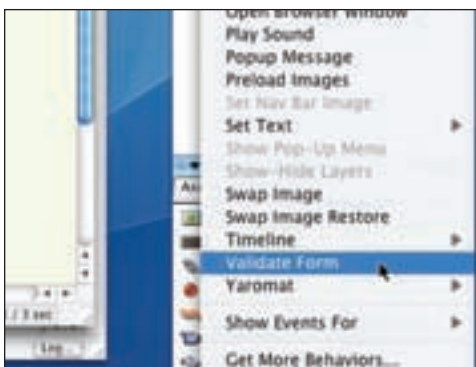 Open Browser Window
Play Sound
Popup Message
Preload Images
Set Nav Bar Image
Set Text
Show Pop-Up Menu
Show-Hide Layers
Swap Image
Swap Image Restore
Timeline
Validate Form
Yaromat
Show Events For
Get More Behaviors...